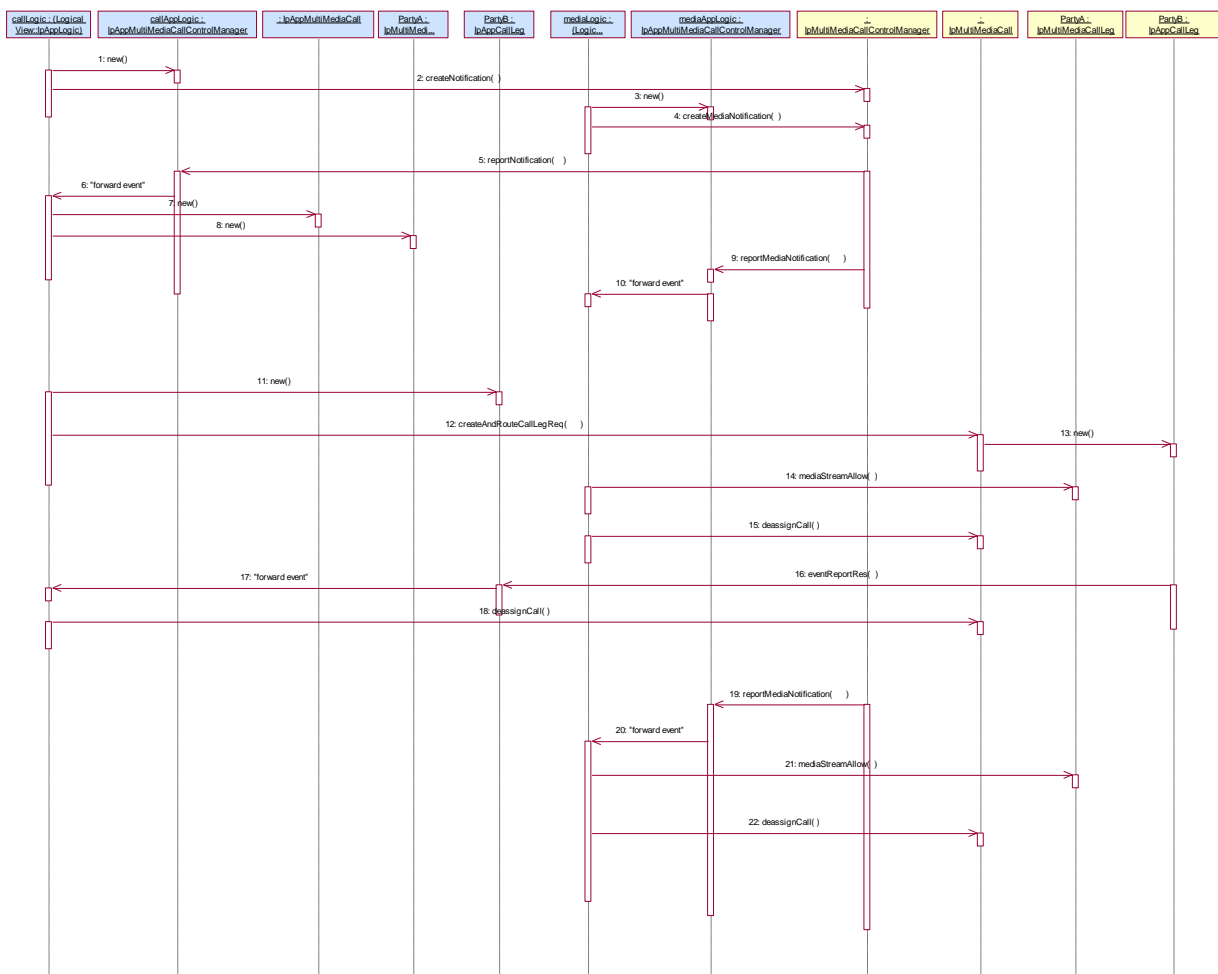 callLogic : (Logical
View::IpAppLogic)
callAppLogic :
IpAppMultiMediaCallControlManager
: IpAppMultiMediaCall
PartyA :
IpMultiMedi...
PartyB :
IpAppCallLeg
mediaLogic :
(Logic...
mediaAppLogic :
IpAppMultiMediaCallControlManager
:
IpMultiMediaCallControlManager
:
IpMultiMediaCall
PartyA :
IpMultiMediaCallLeg
PartyB :
IpAppCallLeg
1: new()
2: createNotification( )
3: new()
4: createMediaNotification( )
5: reportNotification( )
6: "forward event"
7: new()
8: new()
9: reportMediaNotification( )
10: "forward event"
11: new()
12: createAndRouteCallLegReq( )
13: new()
14: mediaStreamAllow( )
15: deassignCall( )
16: eventReportRes( )
17: "forward event"
18: deassignCall( )
19: reportMediaNotification( )
20: "forward event"
21: mediaStreamAllow( )
22: deassignCall( )